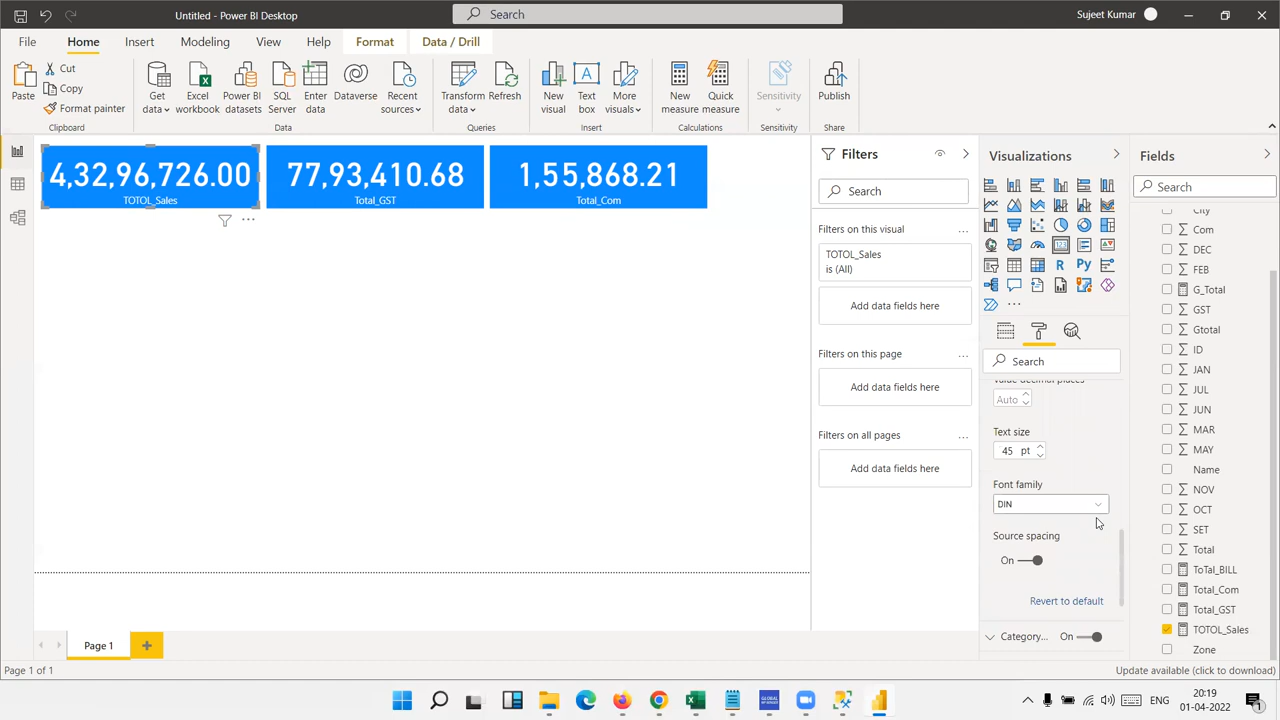 Untitled - Power BI Desktop
Search
Sujeet Kumar
File
Home
Insert
Modeling
View
Help
Format
Data / Drill
Paste
Cut
Copy
Format painter
Clipboard
Get data
Excel workbook
Power BI datasets
SQL Server
Enter data
Dataverse
Recent sources
Data
Transform data
Refresh
Queries
New visual
Text box
More visuals
Insert
New measure
Quick measure
Calculations
Sensitivity
Sensitivity
Publish
Share
4,32,96,726.00
TOTOL_Sales
77,93,410.68
Total_GST
1,55,868.21
Total_Com
Filters
Search
Filters on this visual
TOTOL_Sales
is (All)
Add data fields here
Filters on this page
Add data fields here
Filters on all pages
Add data fields here
Visualizations
R
Py
Search
Value decimal places
Auto
Text size
45 pt
Font family
DIN
Source spacing
On
Revert to default
Category...
On
Fields
Search
City
Com
DEC
FEB
G_Total
GST
Gtotal
ID
JAN
JUL
JUN
MAR
MAY
Name
NOV
OCT
SET
Total
ToTal_BILL
Total_Com
Total_GST
TOTOL_Sales
Zone
Page 1
Page 1 of 1
Update available (click to download)
ENG
20:19
01-04-2022